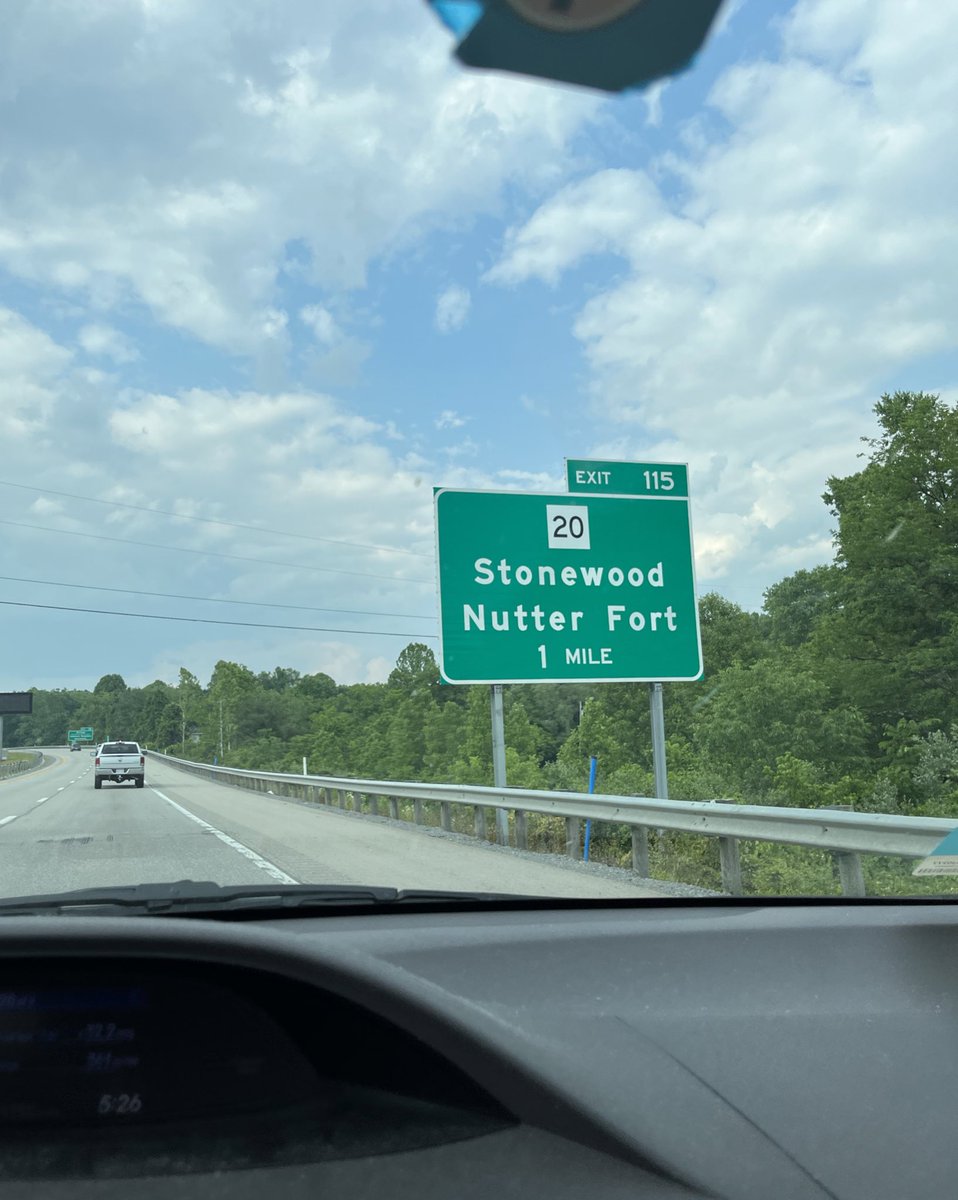 EXIT 115
20
Stonewood
Nutter Fort
1 MILE
5:26